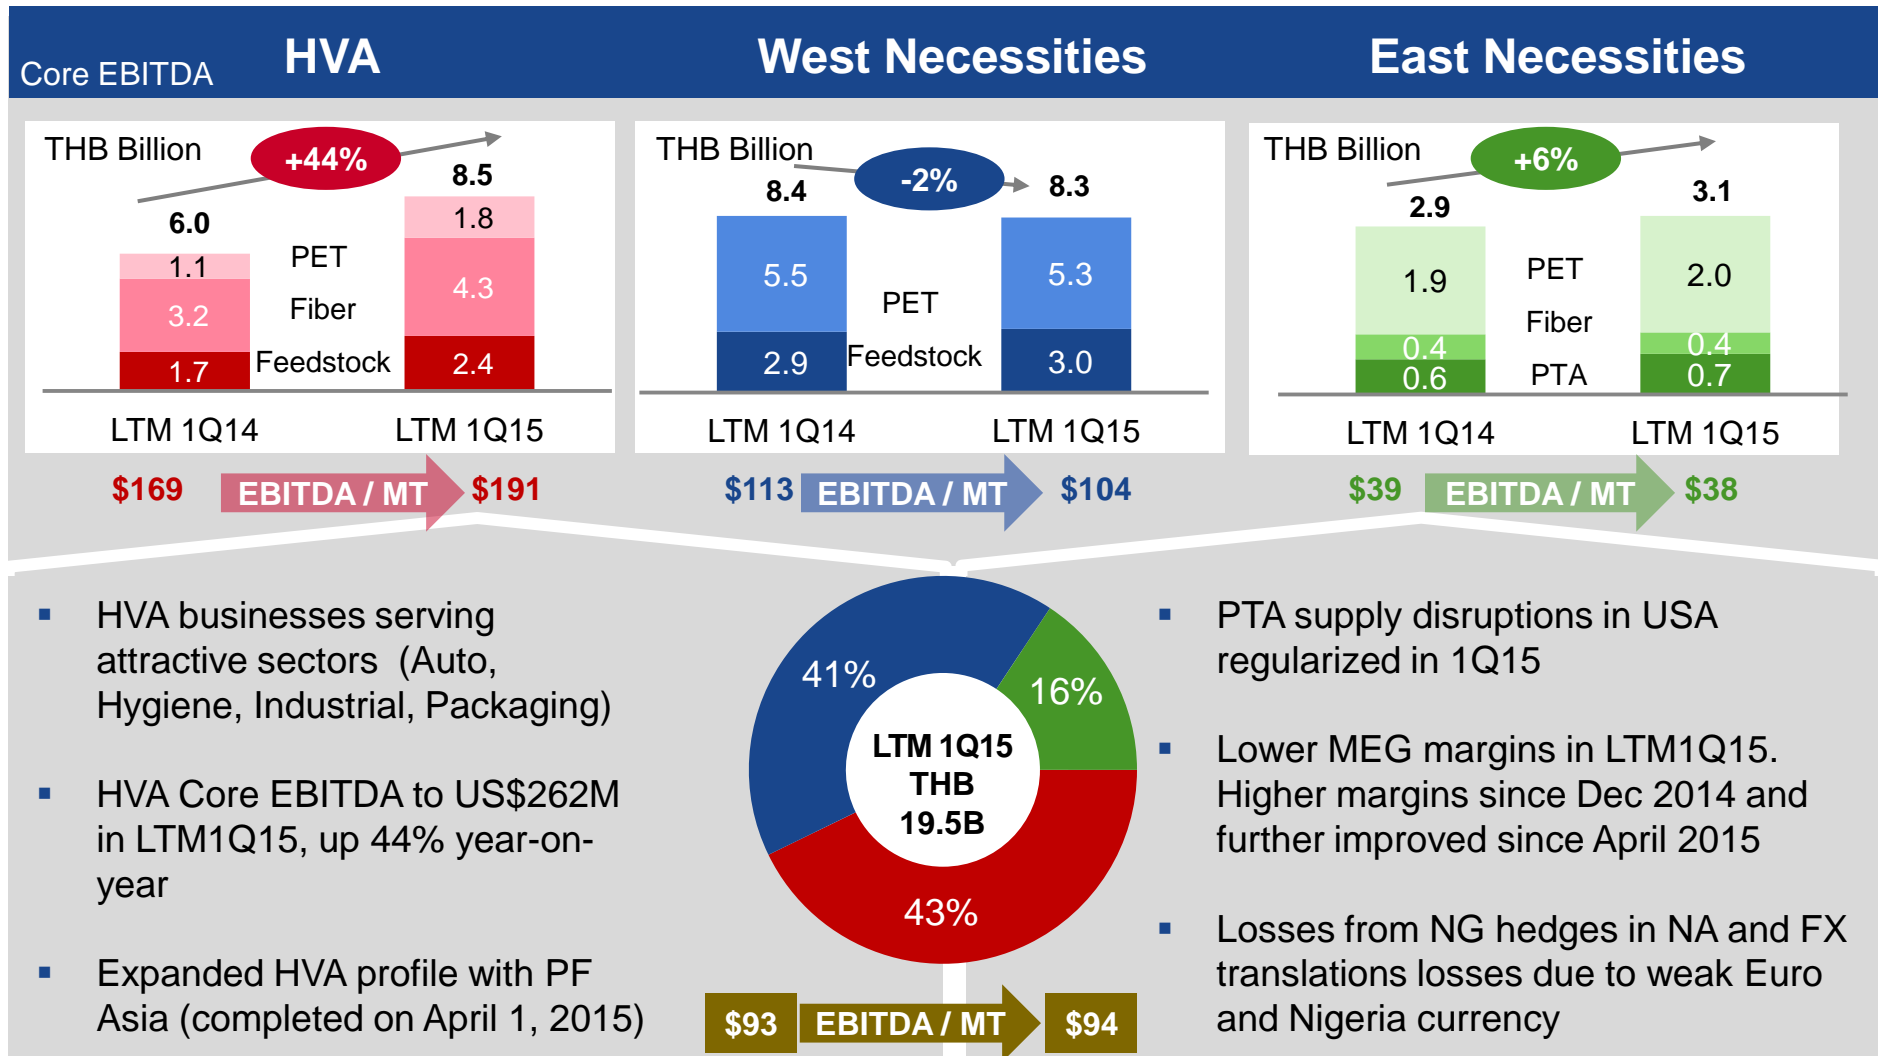 Core EBITDA
HVA
West Necessities
East Necessities
THB Billion
+44%
6.0
8.5
1.1
3.2
1.7
PET
Fiber
Feedstock
1.8
4.3
2.4
LTM 1Q14
LTM 1Q15
$169
EBITDA / MT
$191
THB Billion
-2%
8.4
8.3
5.5
2.9
PET
Feedstock
5.3
3.0
LTM 1Q14
LTM 1Q15
$113
EBITDA / MT
$104
THB Billion
+6%
2.9
3.1
1.9
0.4
0.6
PET
Fiber
PTA
2.0
0.4
0.7
LTM 1Q14
LTM 1Q15
$39
EBITDA / MT
$38
▪ HVA businesses serving
attractive sectors (Auto,
Hygiene, Industrial, Packaging)
▪ HVA Core EBITDA to US$262M
in LTM1Q15, up 44% year-on-
year
▪ Expanded HVA profile with PF
Asia (completed on April 1, 2015)
41%
16%
43%
LTM 1Q15
THB
19.5B
$93
EBITDA / MT
$94
▪ PTA supply disruptions in USA
regularized in 1Q15
▪ Lower MEG margins in LTM1Q15.
Higher margins since Dec 2014 and
further improved since April 2015
▪ Losses from NG hedges in NA and FX
translations losses due to weak Euro
and Nigeria currency